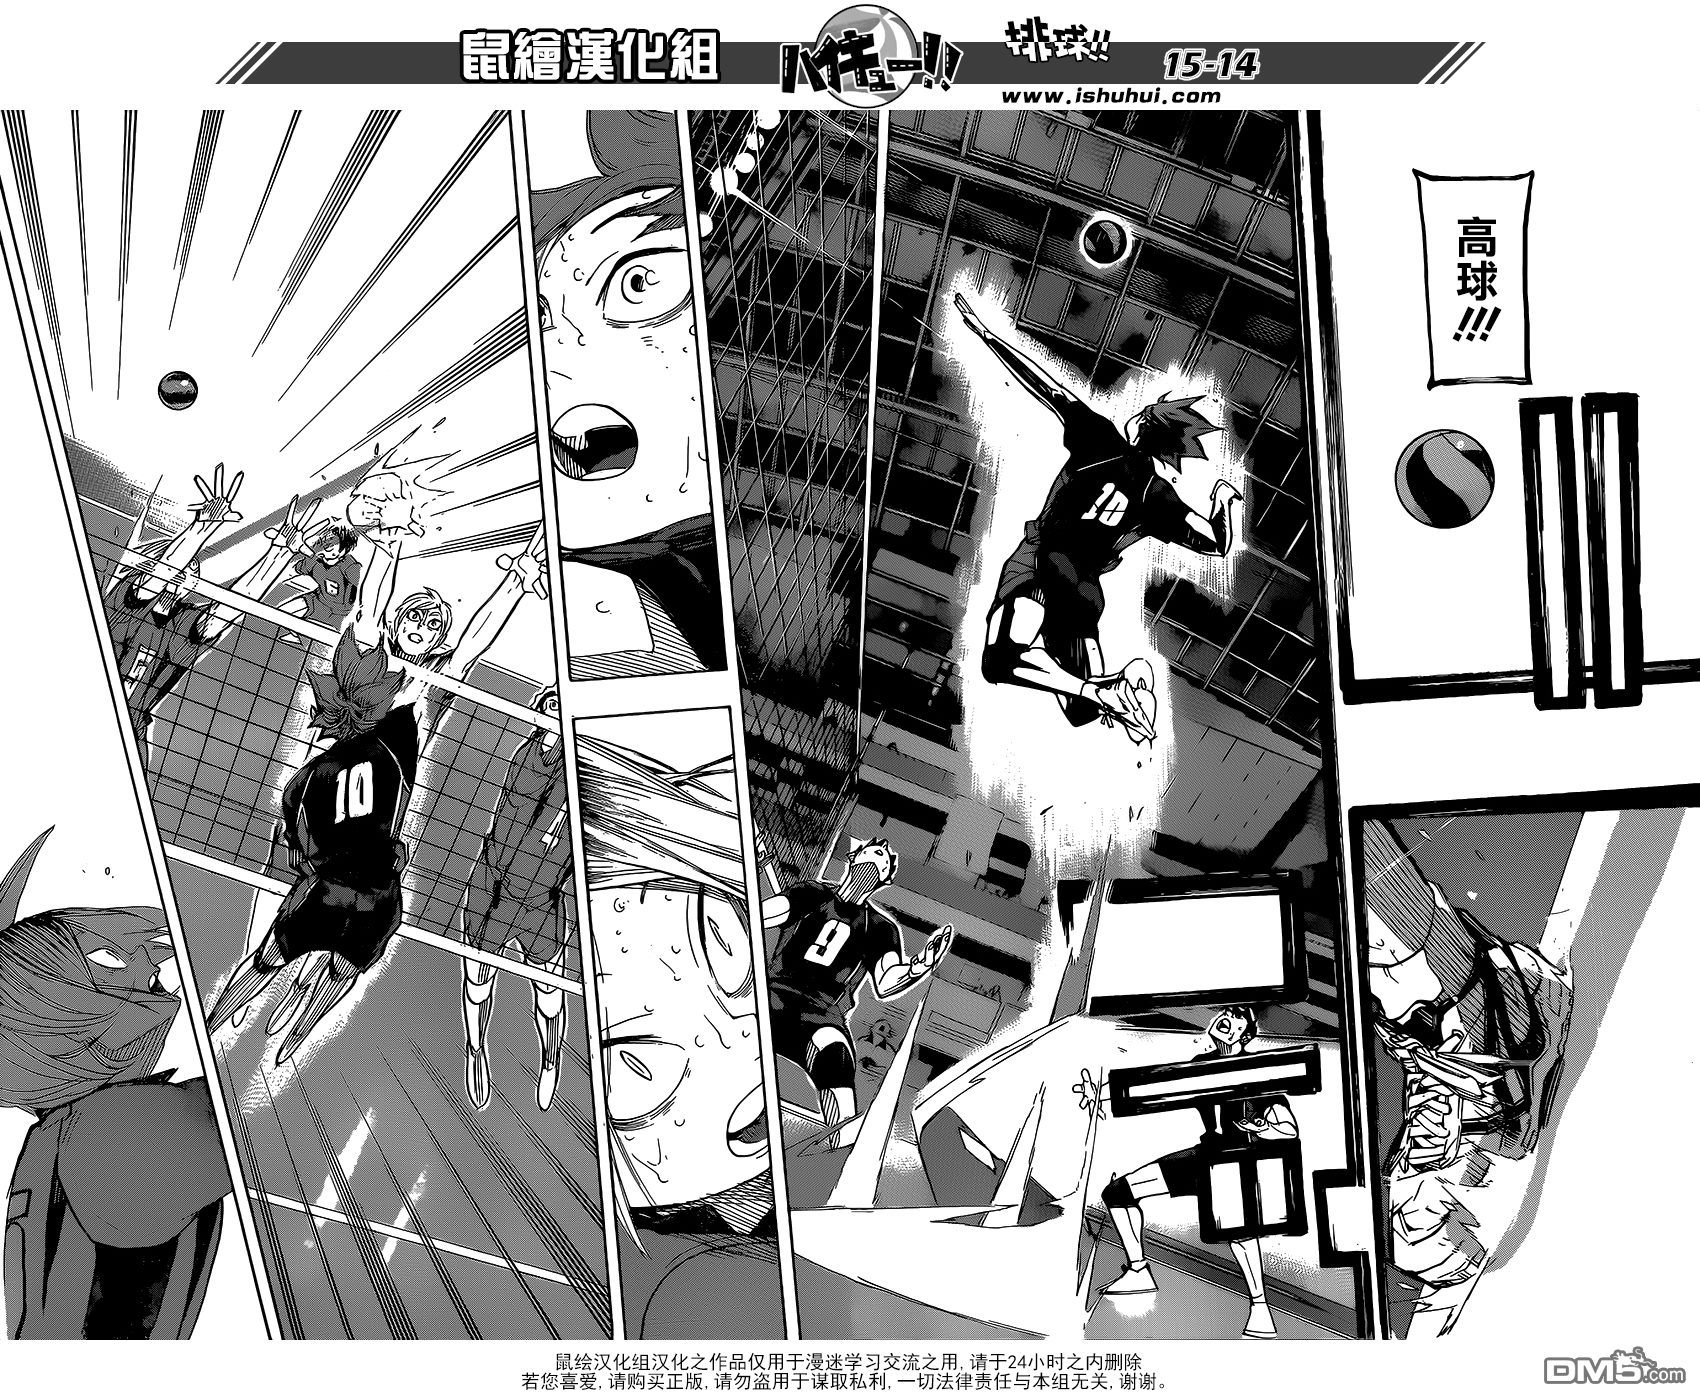 鼠繪漢化組
ハイキュー!!
排球!!
15-14
www.ishuhui.com
高球!!!
10
10
9
6
4
鼠绘汉化组汉化之作品仅用于漫迷学习交流之用,请于24小时之内删除
若您喜爱,请购买正版,请勿盗用于谋取私利,一切法律责任与本组无关,谢谢。
DM5.com